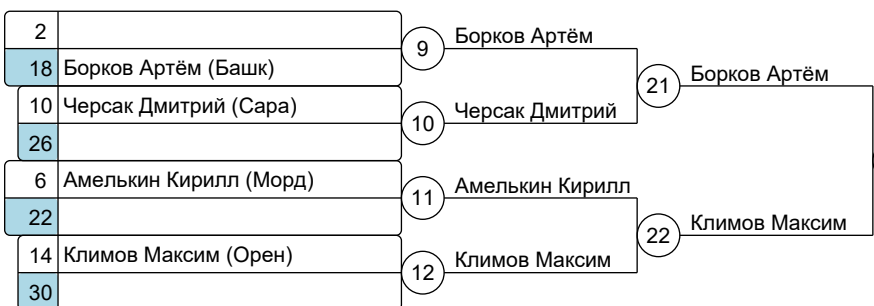 2
9
Борков Артём
18 Борков Артём (Башк)
21
Борков Артём
10 Черсак Дмитрий (Сара)
10
Черсак Дмитрий
26
6 Амелькин Кирилл (Морд)
11
Амелькин Кирилл
22
22
Климов Максим
14 Климов Максим (Орен)
12
Климов Максим
30